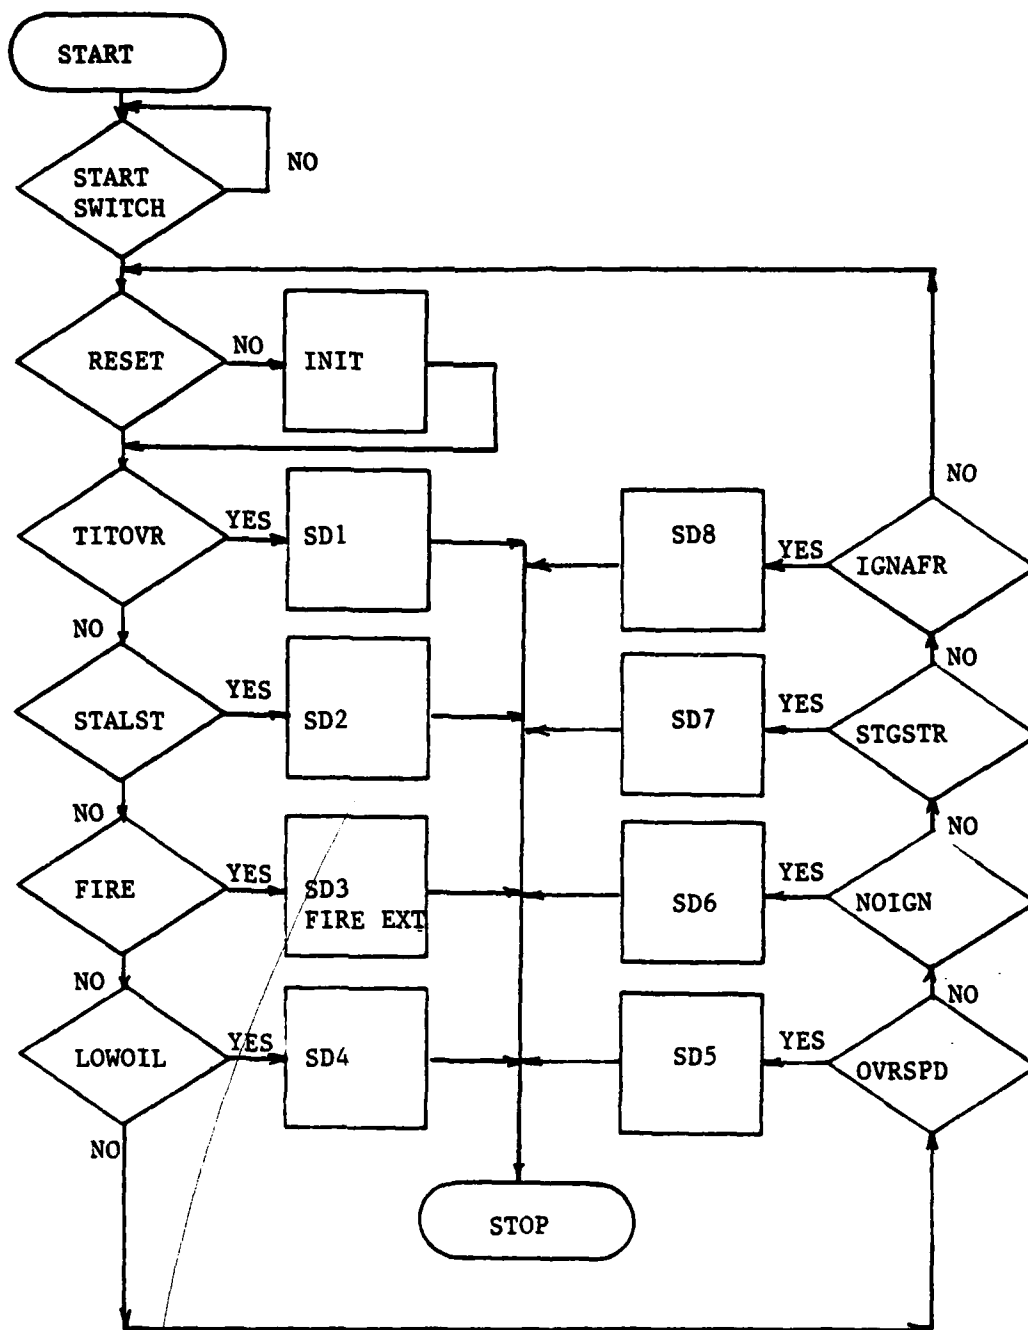 START
NO
START
SWITCH
RESET
NO
INIT
TITOVR
YES
SD1
NO
STALST
YES
SD2
NO
FIRE
YES
SD3
FIRE EXT
NO
LOWOIL
YES
SD4
NO
NO
SD8
YES
IGNAFR
NO
SD7
YES
STGSTR
NO
SD6
YES
NOIGN
NO
SD5
YES
OVRSPD
STOP